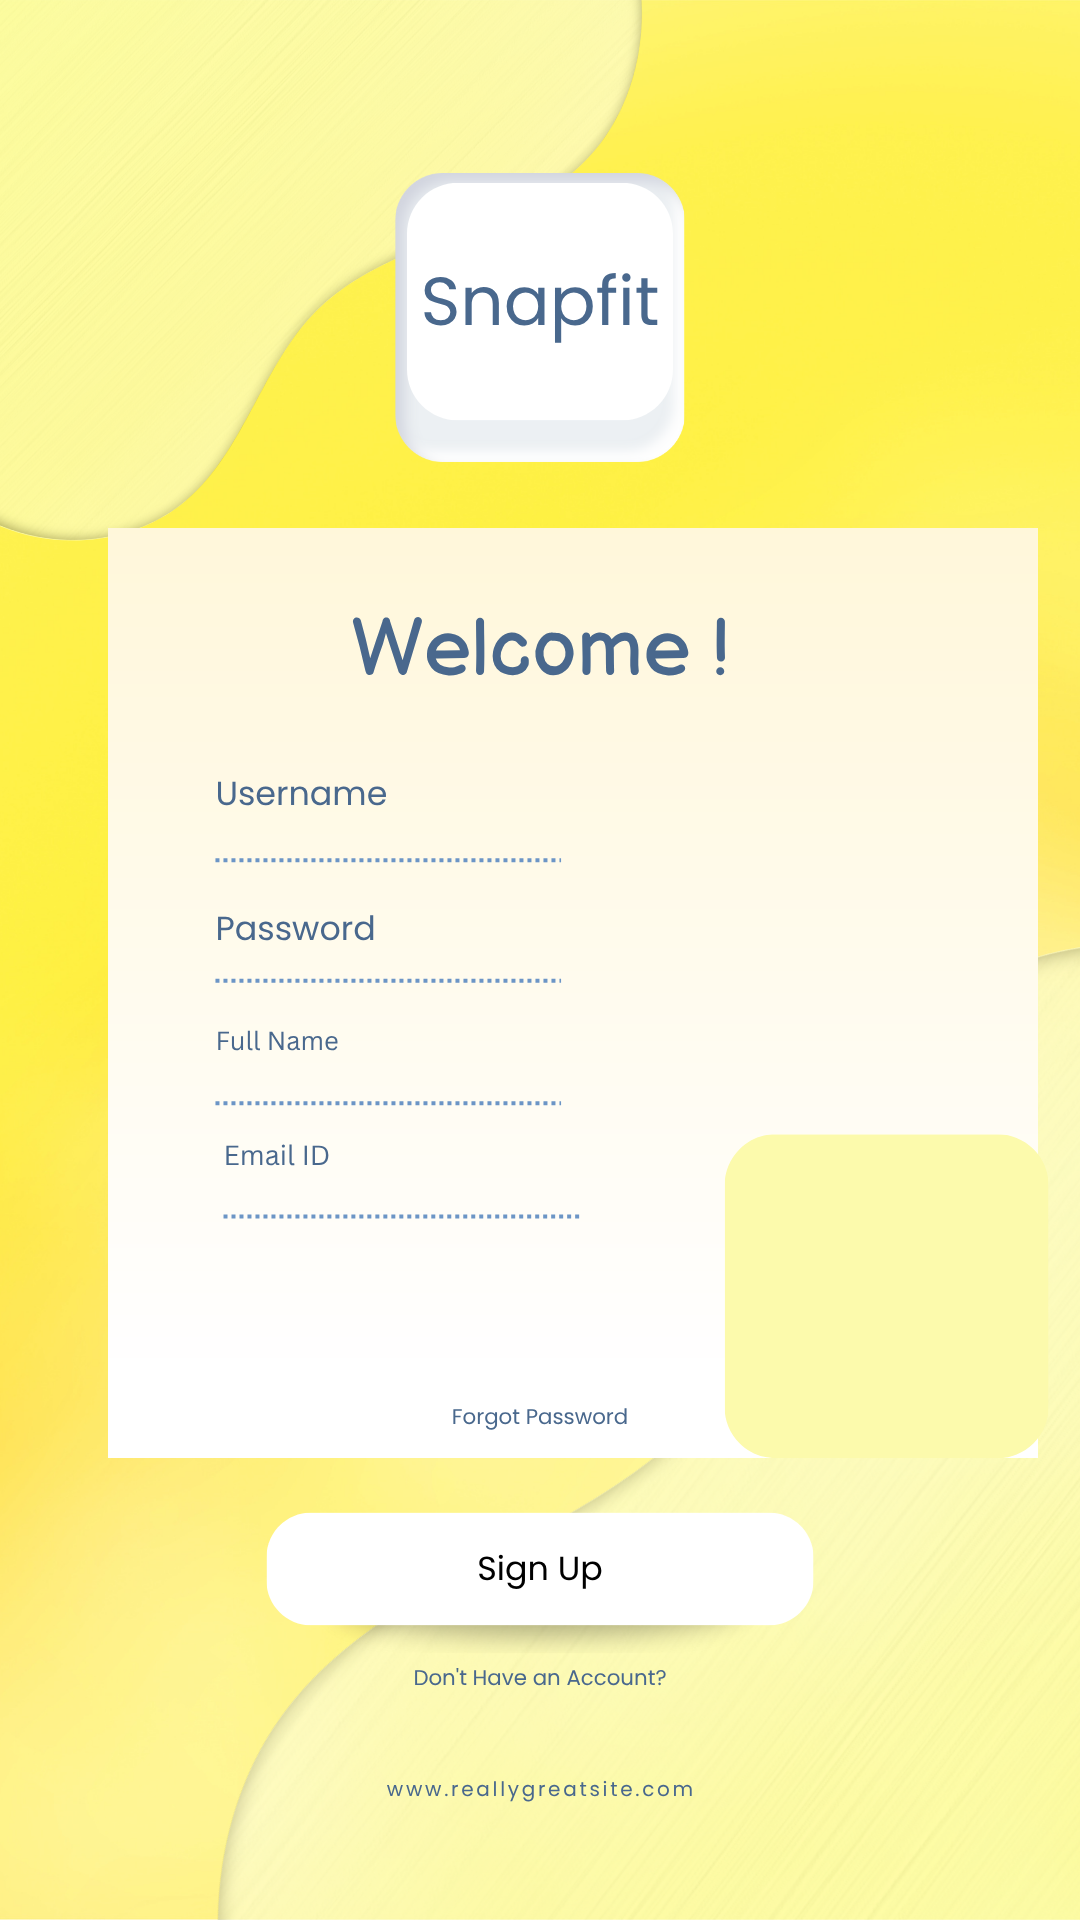 Snapfit
Welcome !
Username
Password
Full Name
Email ID
Forgot Password
Sign Up
Don't Have an Account?
www.reallygreatsite.com